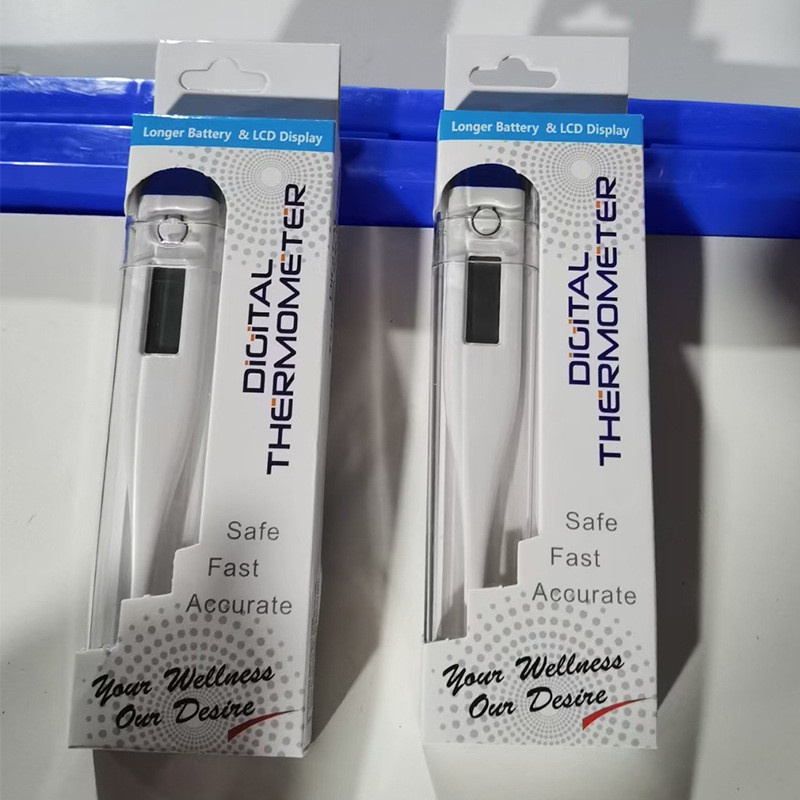 Longer Battery & LCD Display
DiGiTAL
THERMOMETER
Safe
Fast
Accurate
Your Wellness
Our Desire
Longer Battery & LCD Display
DiGiTAL
THERMOMETER
Safe
Fast
Accurate
Your Wellness
Our Desire